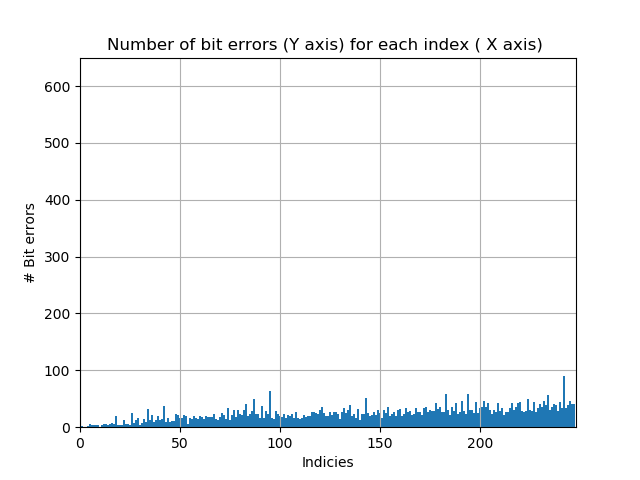 Number of bit errors (Y axis) for each index ( X axis)
600
500
400
300
200
100
0
# Bit errors
0 50 100 150 200
Indicies